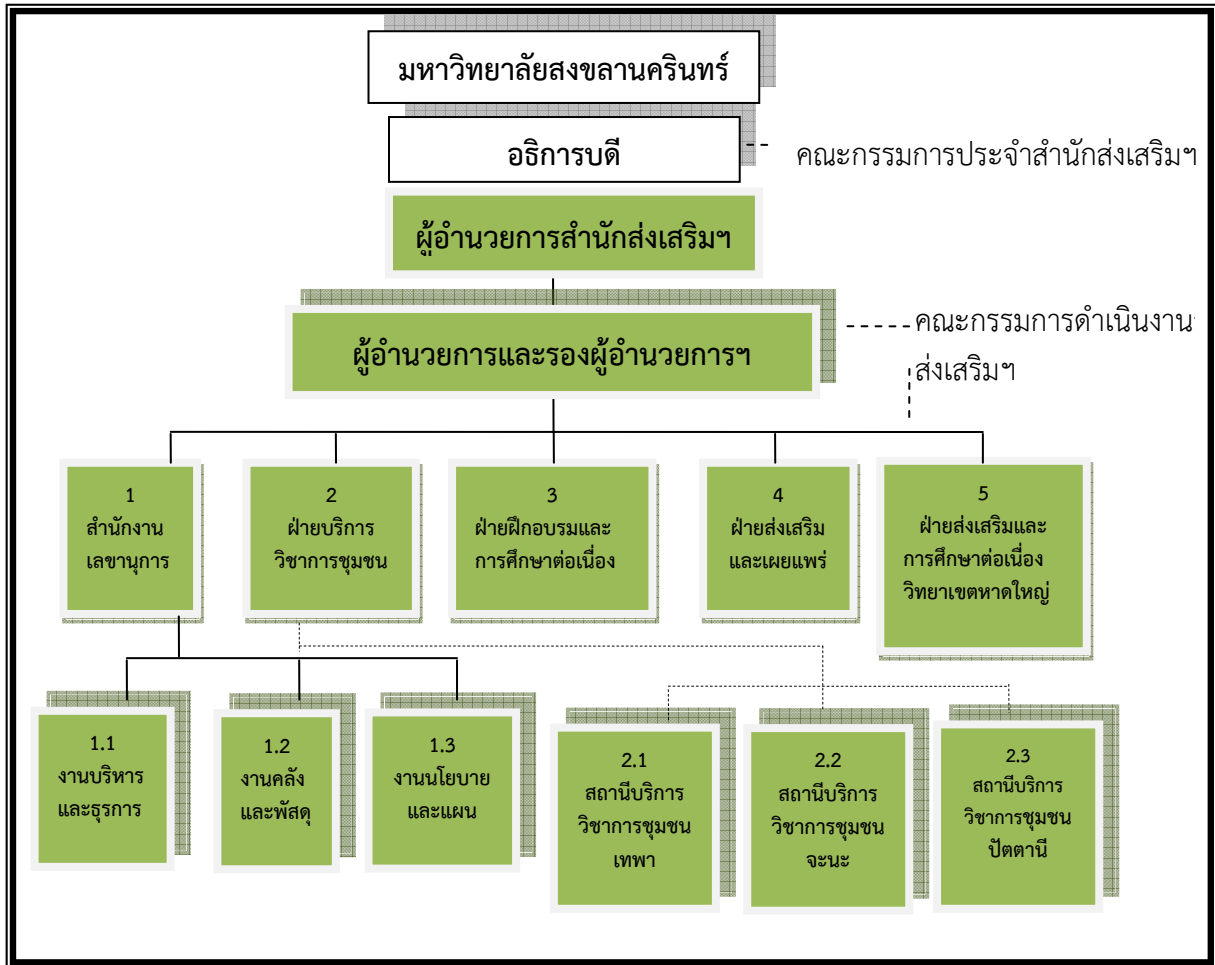 มหาวิทยาลัยสงขลานครินทร์
อธิการบดี
คณะกรรมการประจำสำนักส่งเสริมฯ
ผู้อำนวยการสำนักส่งเสริมฯ
คณะกรรมการดำเนินงาน
ส่งเสริมฯ
ผู้อำนวยการและรองผู้อำนวยการฯ
1
สำนักงาน
เลขานุการ
2
ฝ่ายบริการ
วิชาการชุมชน
3
ฝ่ายฝึกอบรมและ
การศึกษาต่อเนื่อง
4
ฝ่ายส่งเสริม
และเผยแพร่
5
ฝ่ายส่งเสริมและ
การศึกษาต่อเนื่อง
วิทยาเขตหาดใหญ่
1.1
งานบริหาร
และธุรการ
1.2
งานคลัง
และพัสดุ
1.3
งานนโยบาย
และแผน
2.1
สถานีบริการ
วิชาการชุมชน
เทพา
2.2
สถานีบริการ
วิชาการชุมชน
จะนะ
2.3
สถานีบริการ
วิชาการชุมชน
ปัตตานี